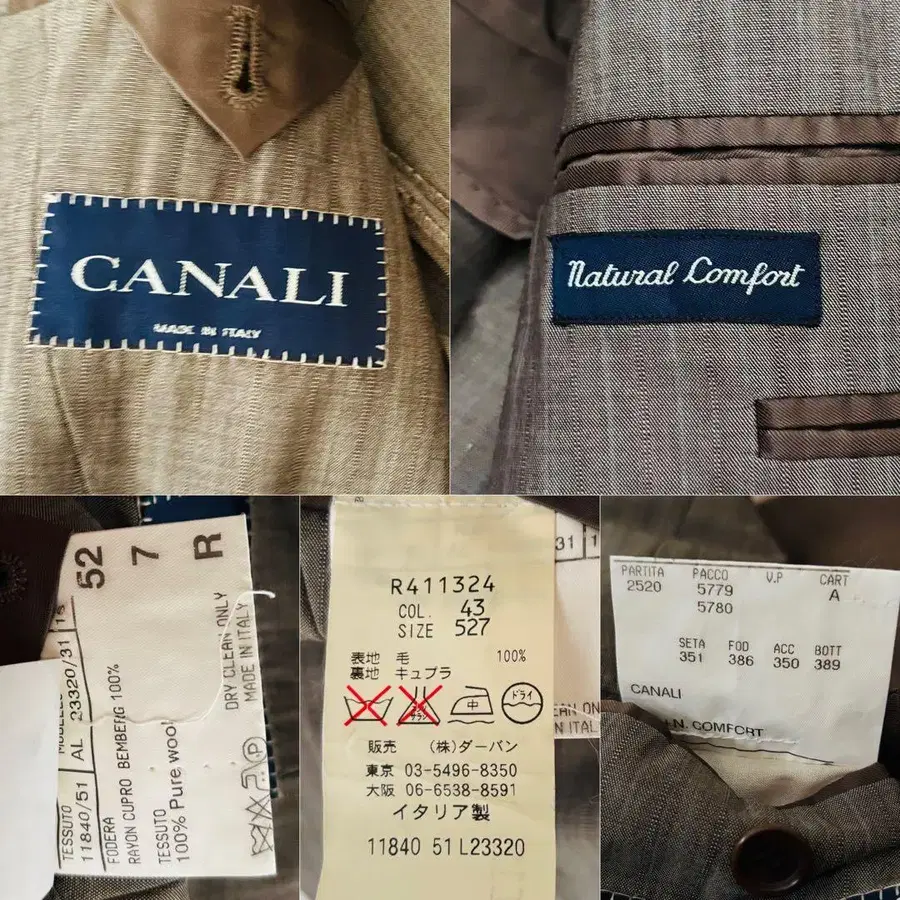 CANALI
MADE IN ITALY
Natural Comfort
52 7 R
AL 23320/31
TESSUTO
11840/51
FODERA
RAYON CUPRO BEMBERG 100%
TESSUTO
100% Pure wool
DRY CLEAN ONLY
MADE IN ITALY
P
31
R411324
COL. 43
SIZE 527
表地 毛 100%
裏地 キュプラ
中
ドライ
販売 (株)ダーバン
東京 03-5496-8350
大阪 06-6538-8591
イタリア製
11840 51 L23320
PARTITA PACCO V.P CART
2520 5779 A
5780
SETA FOD ACC BOTT
351 386 350 389
CANALI
N. COMFORT